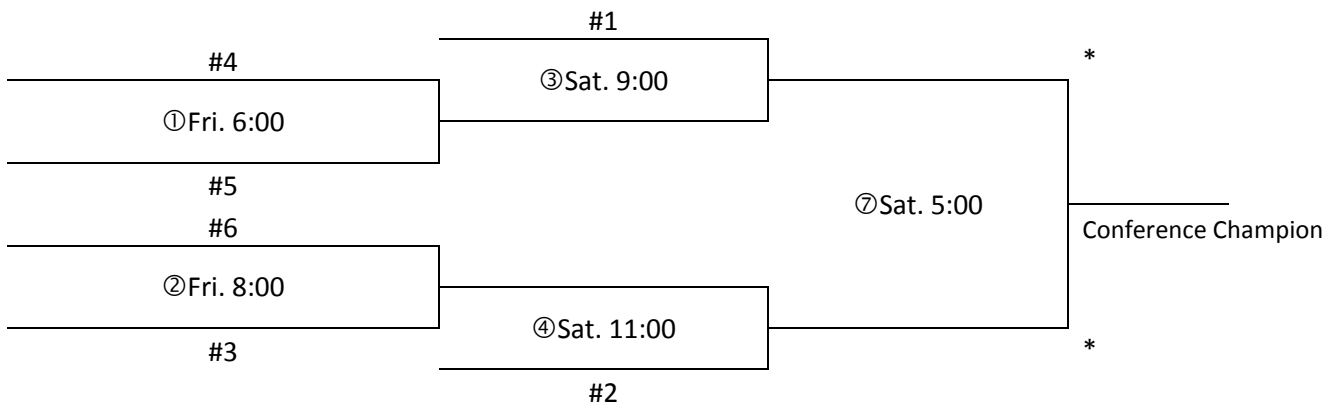 #1
#4
*
③Sat. 9:00
①Fri. 6:00
#5
⑦Sat. 5:00
#6
Conference Champion
②Fri. 8:00
④Sat. 11:00
#3
*
#2